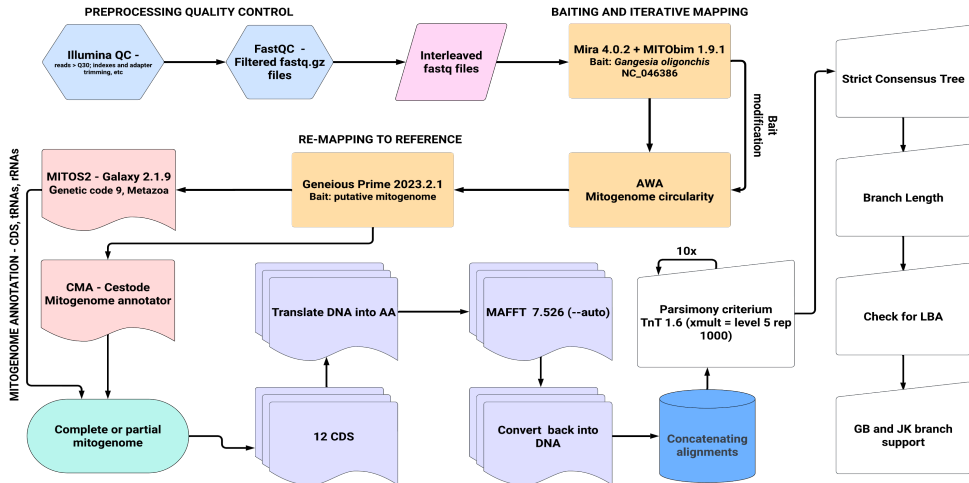 PREPROCESSING QUALITY CONTROL
Illumina QC -
reads > Q30; indexes and adapter
trimming, etc
FastQC -
Filtered fastq.gz
files
Interleaved
fastq files
BAITING AND ITERATIVE MAPPING
Mira 4.0.2 + MITObim 1.9.1
Bait: Gangesia oligonchis
NC_046386
Bait
modification
AWA
Mitogenome circularity
RE-MAPPING TO REFERENCE
Geneious Prime 2023.2.1
Bait: putative mitogenome
MITOS2 - Galaxy 2.1.9
Genetic code 9, Metazoa
MITOGENOME ANNOTATION - CDS, tRNAs, rRNAs
CMA - Cestode
Mitogenome annotator
Complete or partial
mitogenome
12 CDS
Translate DNA into AA
MAFFT 7.526 (--auto)
Convert back into
DNA
Concatenating
alignments
10x
Parsimony criterium
TnT 1.6 (xmult = level 5 rep
1000)
Strict Consensus Tree
Branch Length
Check for LBA
GB and JK branch
support